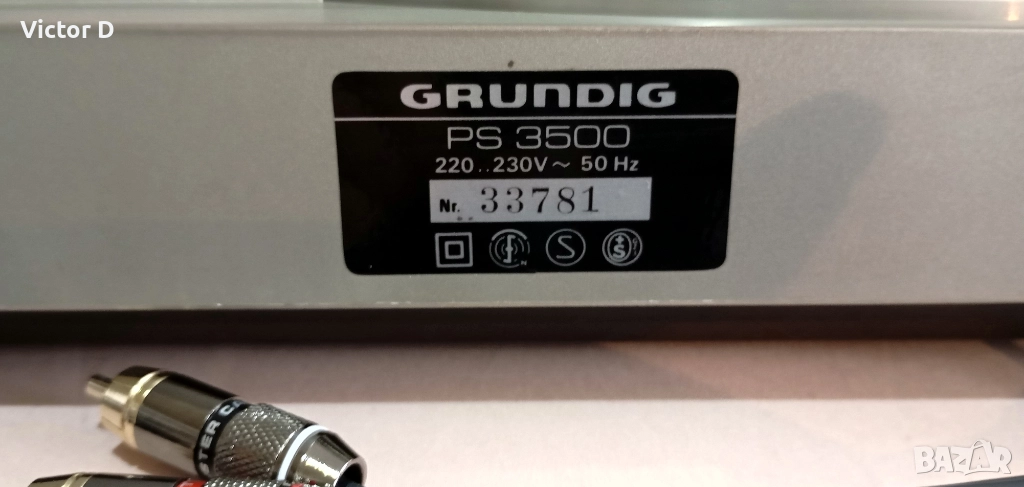 Victor D
GRUNDIG
PS 3500
220..230V~ 50 Hz
Nr. 33781
BAZAR